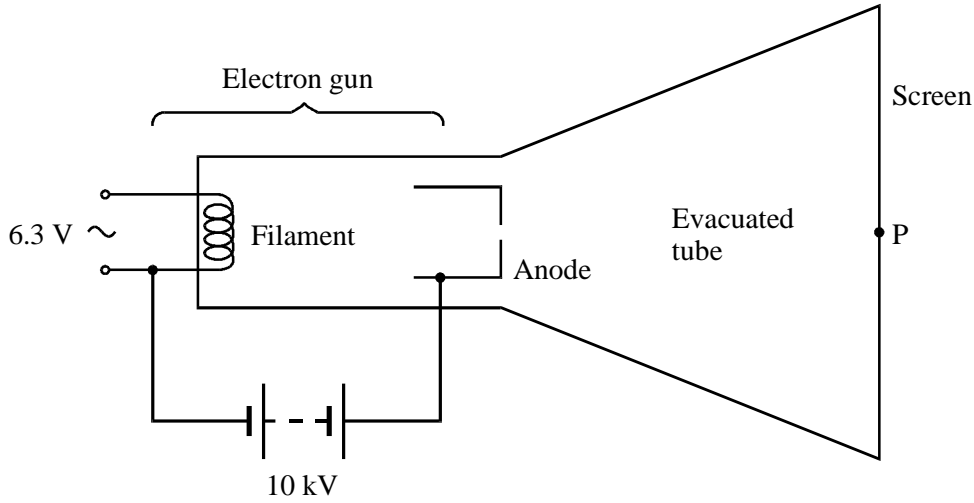 Electron gun
Screen
6.3 V ~
Filament
Evacuated
tube
P
Anode
10 kV